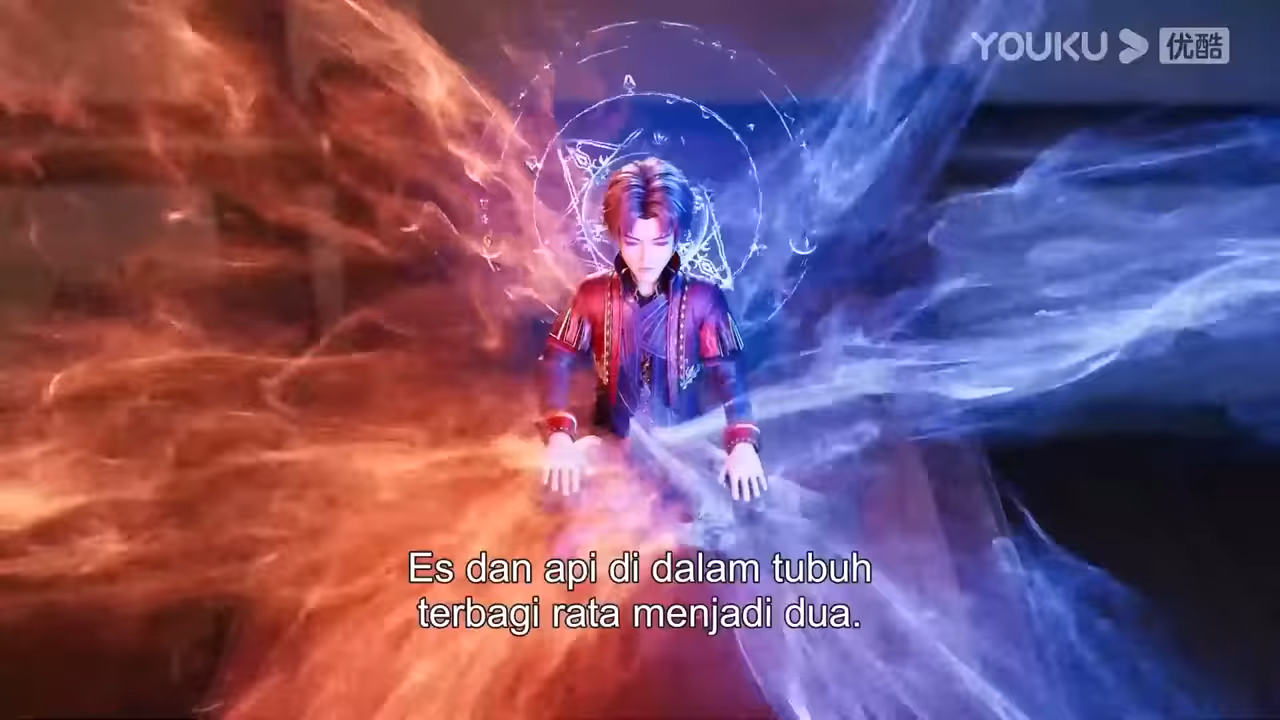 YOUKU 优酷
Es dan api di dalam tubuh
terbagi rata menjadi dua.